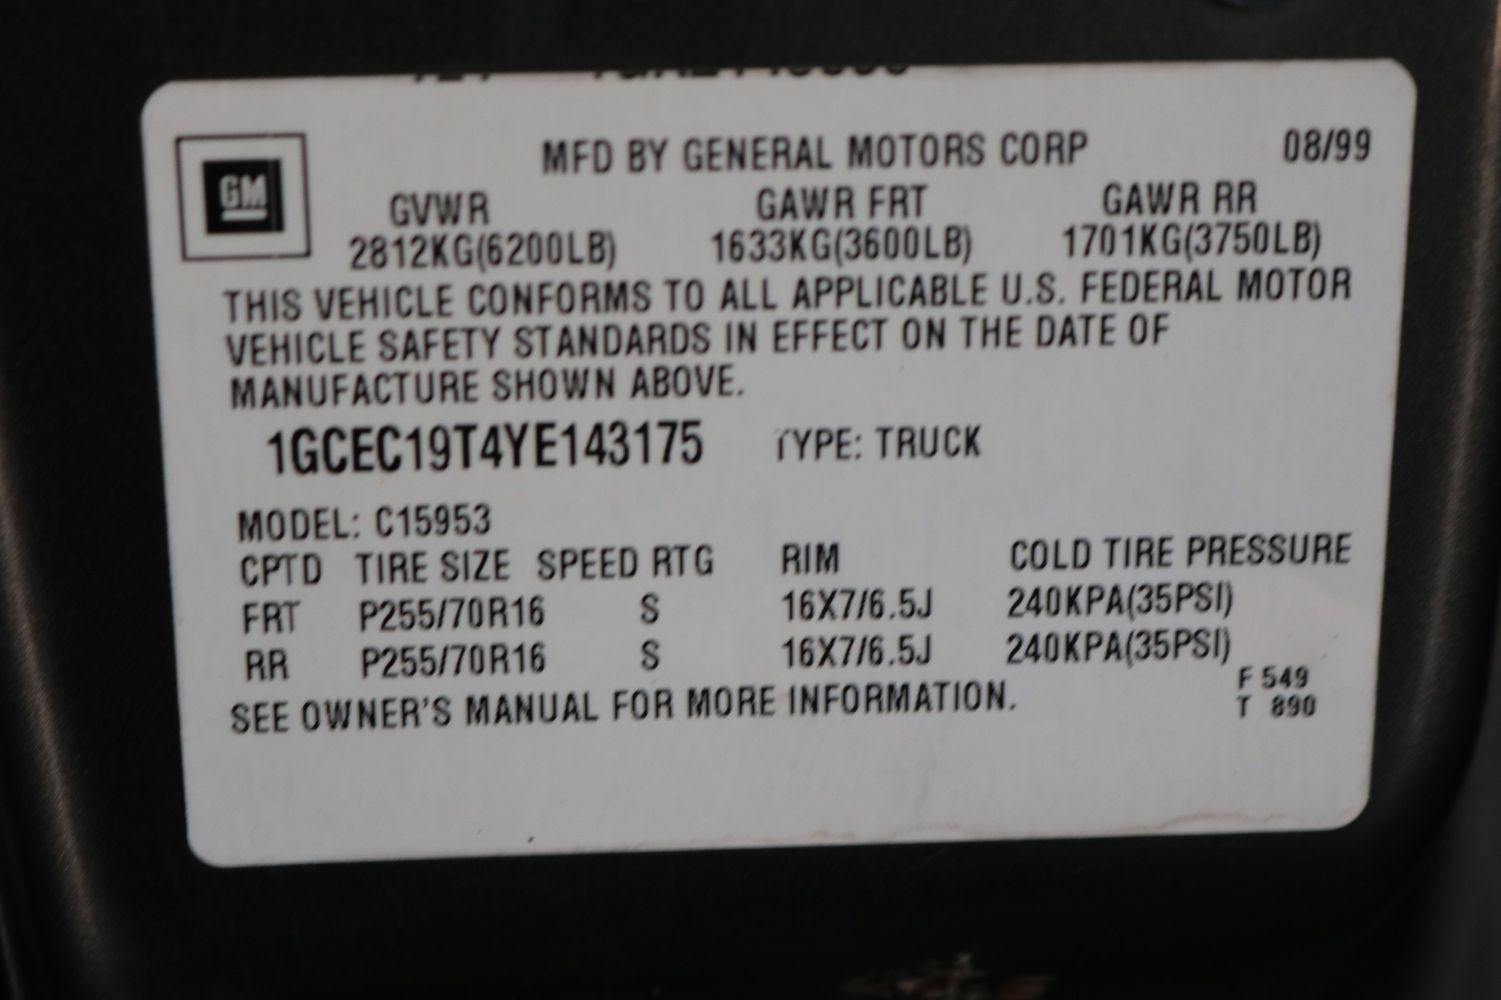 MFD BY GENERAL MOTORS CORP 08/99
GM
GVWR GAWR FRT GAWR RR
2812KG(6200LB) 1633KG(3600LB) 1701KG(3750LB)
THIS VEHICLE CONFORMS TO ALL APPLICABLE U.S. FEDERAL MOTOR
VEHICLE SAFETY STANDARDS IN EFFECT ON THE DATE OF
MANUFACTURE SHOWN ABOVE.
1GCEC19T4YE143175 TYPE: TRUCK
MODEL: C15953
CPTD TIRE SIZE SPEED RTG RIM COLD TIRE PRESSURE
FRT P255/70R16 S 16X7/6.5J 240KPA(35PSI)
RR P255/70R16 S 16X7/6.5J 240KPA(35PSI)
SEE OWNER'S MANUAL FOR MORE INFORMATION.
F 549
T 890